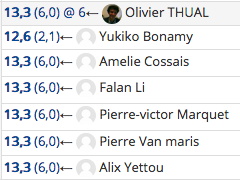 13,3 (6,0) @ 6← Olivier THUAL
12,6 (2,1)← Yukiko Bonamy
13,3 (6,0)← Amelie Cossais
13,3 (6,0)← Falan Li
13,3 (6,0)← Pierre-victor Marquet
13,3 (6,0)← Pierre Van maris
13,3 (6,0)← Alix Yettou